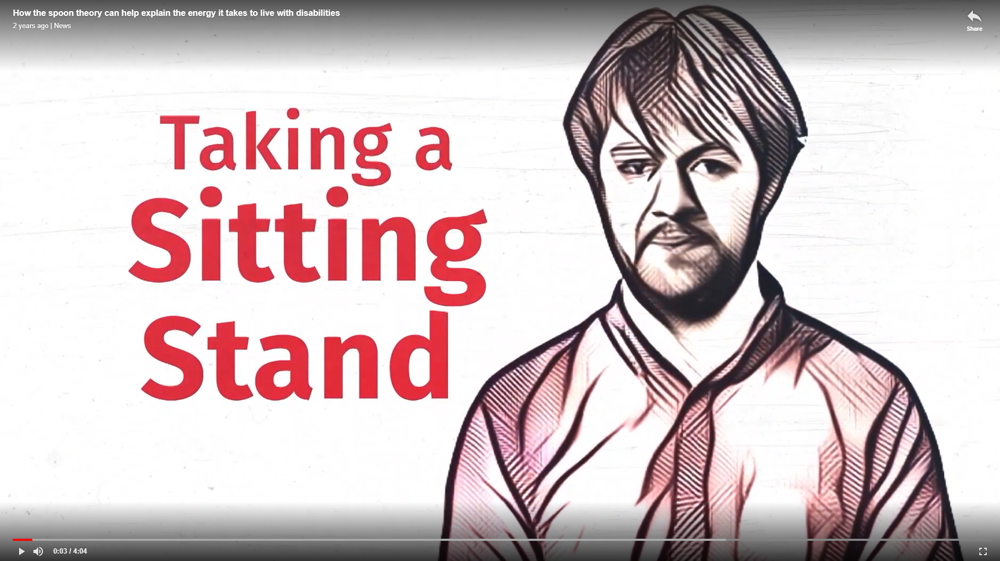 How the spoon theory can help explain the energy it takes to live with disabilities
2 years ago | News
Share
Taking a
Sitting
Stand
0:03 / 4:04